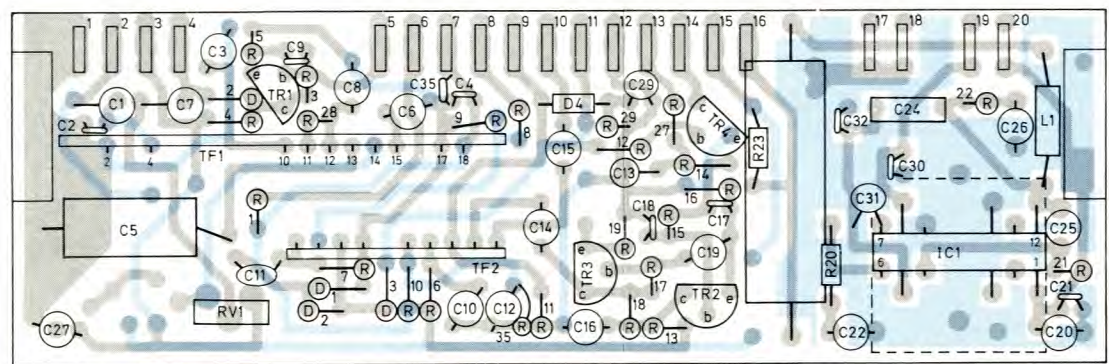 1 2 3 4 5 6 7 8 9 10 11 12 13 14 15 16 17 18 19 20
C3 5 R C9
e b R TR1 c 3
C8 C35 C4 C29
C1 C7 2 D 4 R R 28 C6 9 R R 8 D4 R 29 27 R
c TR4 b e
C32 C24 22 R C26 L1
C2 TF1
2 4 10 11 12 13 14 15 17 18
C15 12 R C13 R 14 R23 C30
R 1 16 R C17 C31
C5 C14 19 R C18 R 15 C19 C25
7 6 IC1 12 1
TF2
C11 7 R e TR3 b c R 17 R20 21 R
D 1 3 10 6 c TR2 e b C21
RV1 D 2 D R R C10 C12 11 18
C27 35 R R C16 R R 13 C22 C20